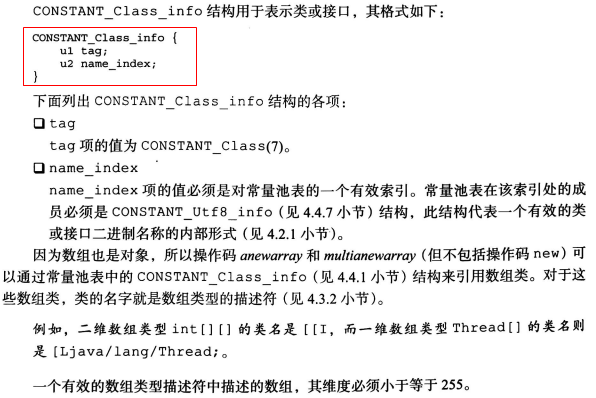 CONSTANT_Class_info 结构用于表示类或接口，其格式如下：
CONSTANT_Class_info {
u1 tag;
u2 name_index;
}
下面列出 CONSTANT_Class_info 结构的各项：
❑ tag
tag 项的值为 CONSTANT_Class(7)。
❑ name_index
name_index 项的值必须是对常量池表的一个有效索引。常量池表在该索引处的成
员必须是 CONSTANT_Utf8_info（见 4.4.7 小节）结构，此结构代表一个有效的类
或接口二进制名称的内部形式（见 4.2.1 小节）。
因为数组也是对象，所以操作码 anewarray 和 multianewarray（但不包括操作码 new）可
以通过常量池表中的 CONSTANT_Class_info（见 4.4.1 小节）结构来引用数组类。对于这
些数组类，类的名字就是数组类型的描述符（见 4.3.2 小节）。
例如，二维数组类型 int[][] 的类名是 [[I，而一维数组类型 Thread[] 的类名则
是 [Ljava/lang/Thread;。
一个有效的数组类型描述符中描述的数组，其维度必须小于等于 255。